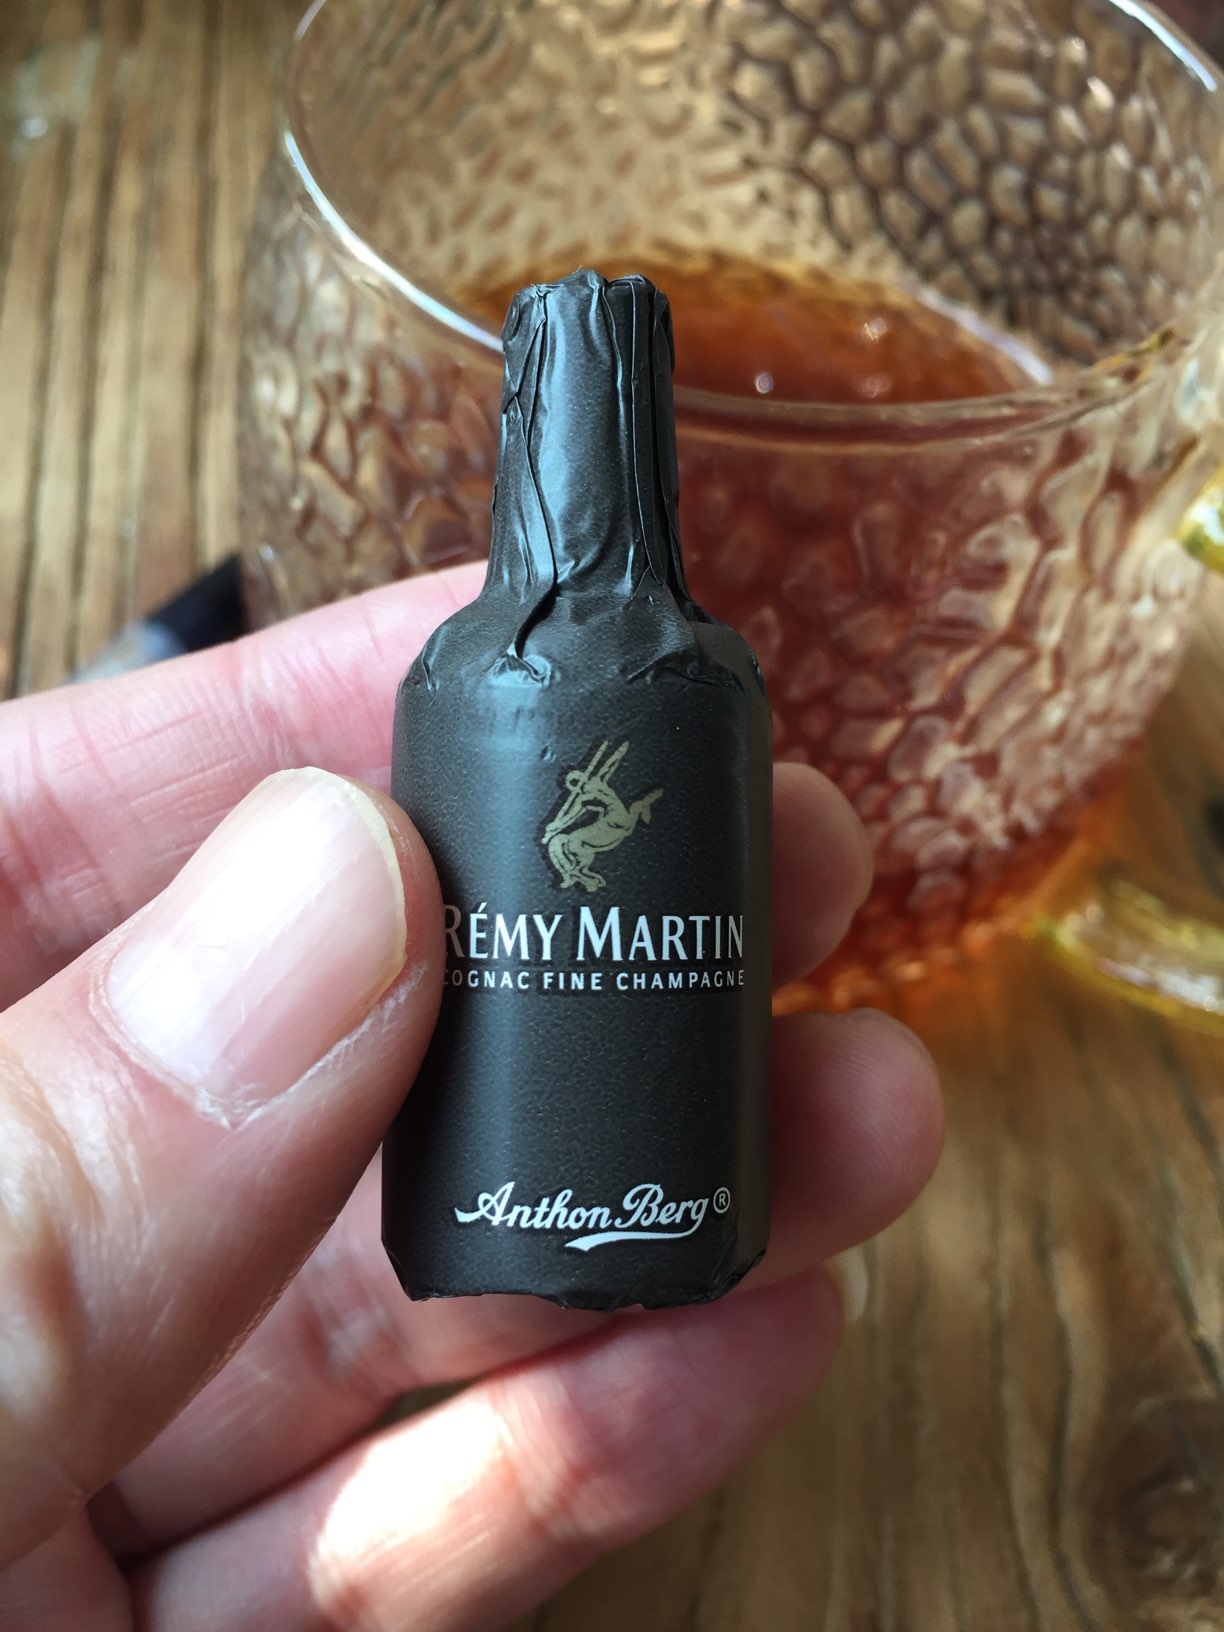 RÉMY MARTIN
COGNAC FINE CHAMPAGNE
Anthon Berg®